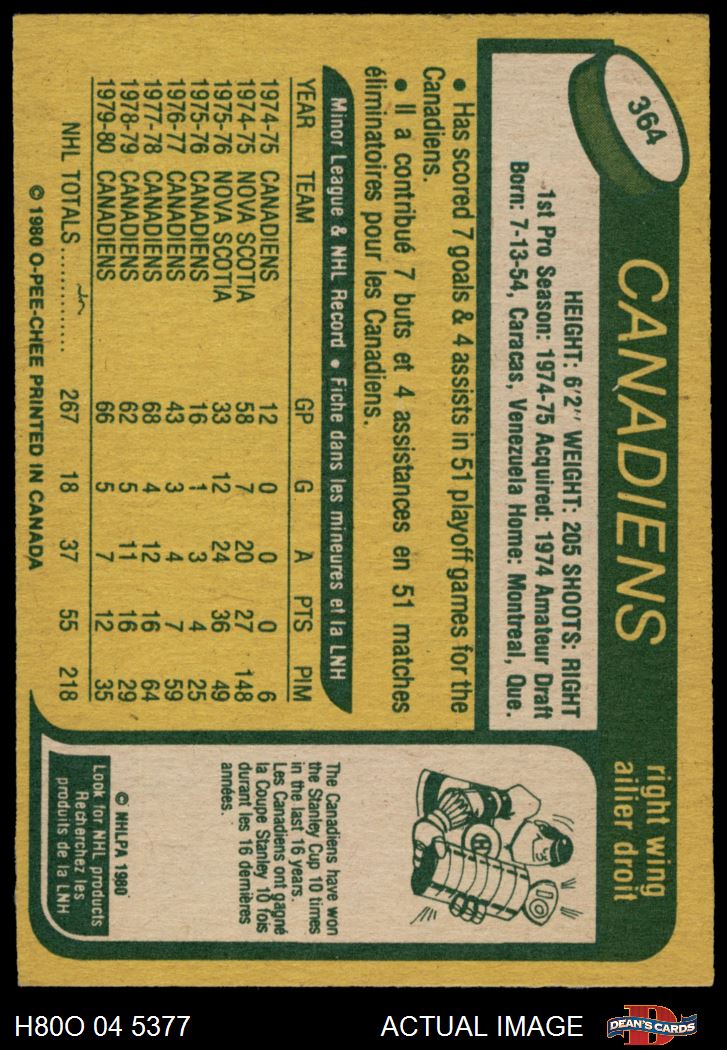 364
CANADIENS
right wing
ailier droit
HEIGHT: 6'2" WEIGHT: 205 SHOOTS: RIGHT
1st Pro Season: 1974-75 Acquired: 1974 Amateur Draft
Born: 7-13-54, Caracas, Venezuela Home: Montreal, Que.
• Has scored 7 goals & 4 assists in 51 playoff games for the
Canadiens.
• Il a contribué 7 buts et 4 assistances en 51 matches
éliminatoires pour les Canadiens.
Minor League & NHL Record • Fiche dans les mineures et la LNH
YEAR TEAM GP G A PTS PIM
1974-75 CANADIENS 12 0 0 0 6
1974-75 NOVA SCOTIA 58 7 20 27 148
1975-76 NOVA SCOTIA 33 12 24 36 49
1975-76 CANADIENS 16 1 3 4 25
1976-77 CANADIENS 43 3 4 7 59
1977-78 CANADIENS 68 4 12 16 64
1978-79 CANADIENS 62 5 11 16 29
1979-80 CANADIENS 66 5 7 12 35
NHL TOTALS.............. 267 18 37 55 218
© 1980 O-PEE-CHEE PRINTED IN CANADA
The Canadiens have won
the Stanley Cup 10 times
in the last 16 years.
Les Canadiens ont gagné
la Coupe Stanley 10 fois
durant les 16 dernières
années.
© NHLPA 1980
Look for NHL products
Recherchez les
produits de la LNH
H80O 04 5377
ACTUAL IMAGE
D
DEAN'S CARDS